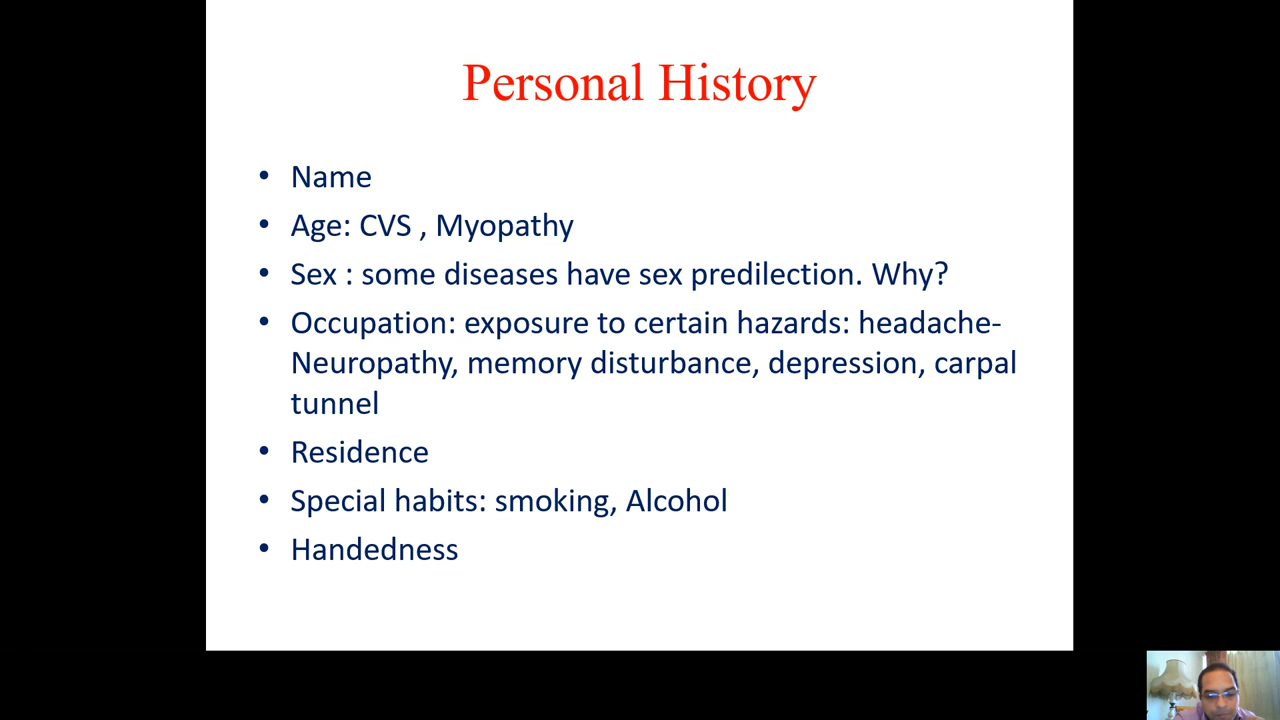 Personal History
• Name
• Age: CVS , Myopathy
• Sex : some diseases have sex predilection. Why?
• Occupation: exposure to certain hazards: headache-
Neuropathy, memory disturbance, depression, carpal
tunnel
• Residence
• Special habits: smoking, Alcohol
• Handedness